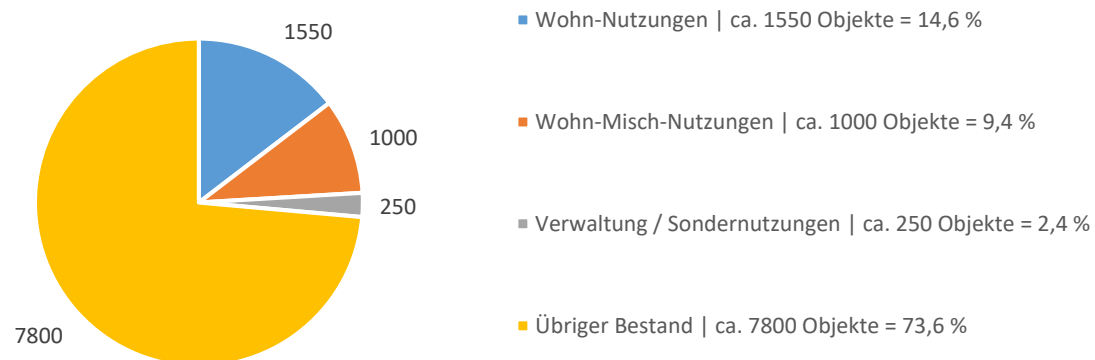 1550
1000
250
7800
Wohn-Nutzungen | ca. 1550 Objekte = 14,6 %
Wohn-Misch-Nutzungen | ca. 1000 Objekte = 9,4 %
Verwaltung / Sondernutzungen | ca. 250 Objekte = 2,4 %
Übriger Bestand | ca. 7800 Objekte = 73,6 %